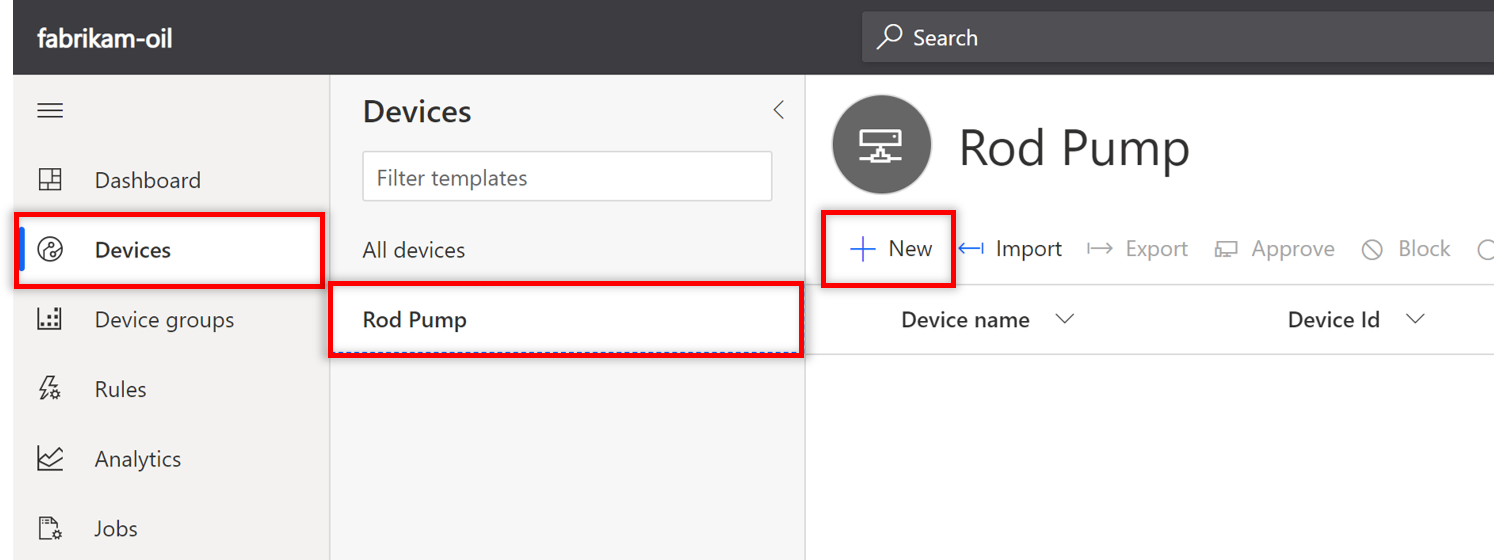 fabrikam-oil
Search
Dashboard
Devices
Device groups
Rules
Analytics
Jobs
Devices
Filter templates
All devices
Rod Pump
Rod Pump
New Import Export Approve Block
Device name Device Id